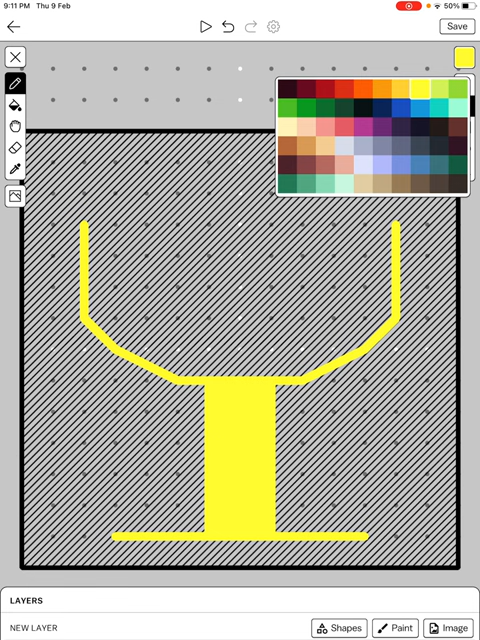 9:11 PM Thu 9 Feb 50%
Save
LAYERS
NEW LAYER Shapes Paint Image